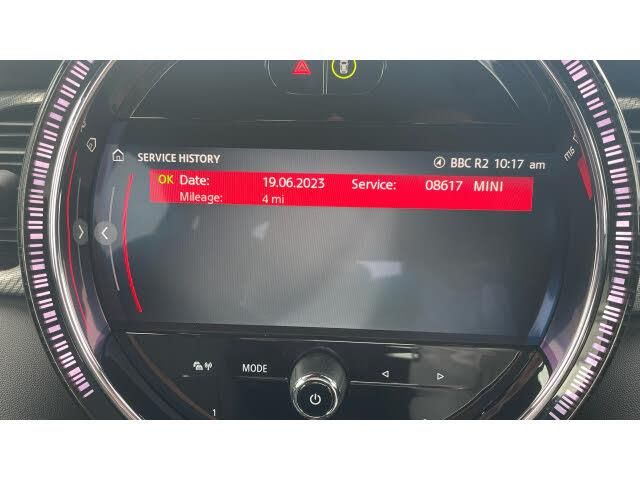 SERVICE HISTORY BBC R2 10:17 am
OK Date: 19.06.2023 Service: 08617 MINI
Mileage: 4 mi
MODE
1